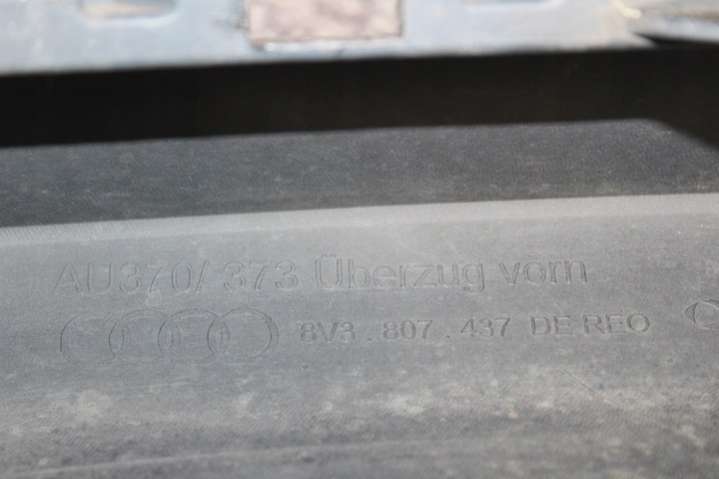 AU370/ 373 Überzug vorn
8V3 . 807 . 437 DE REO